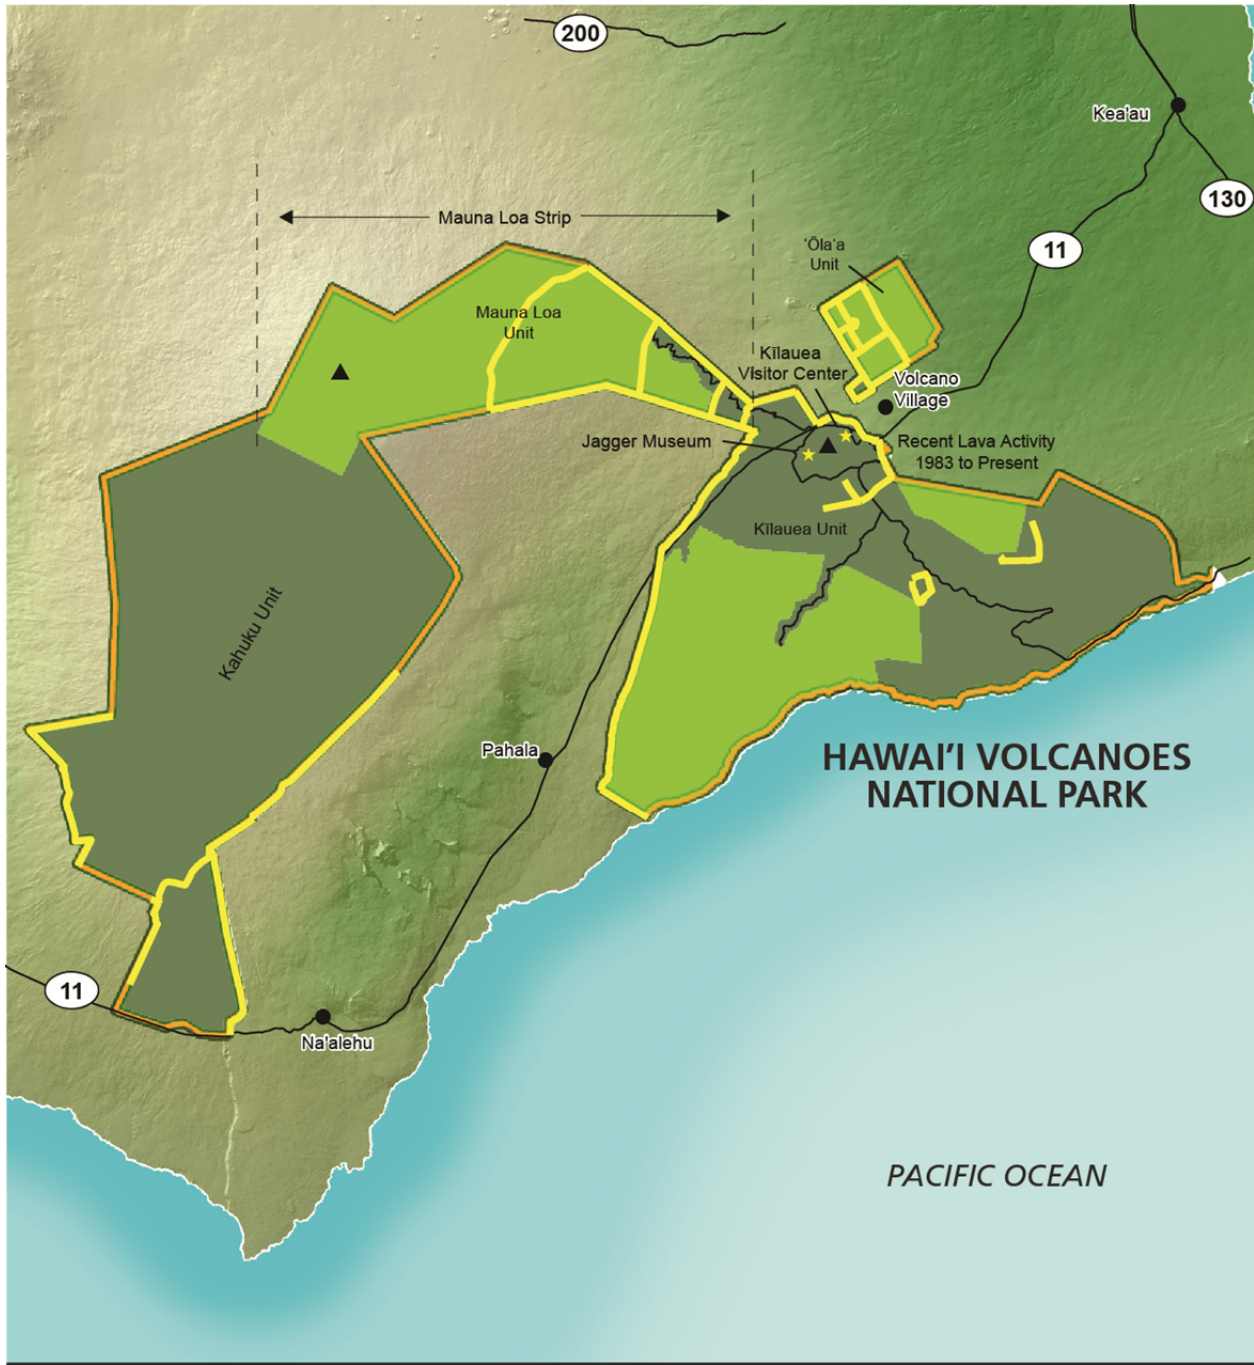 200
Kea'au
130
Mauna Loa Strip
11
'Ōla'a
Unit
Mauna Loa
Unit
Kīlauea
Visitor Center
Volcano
Village
Jagger Museum
Recent Lava Activity
1983 to Present
Kīlauea Unit
Kahuku Unit
Pahala
HAWAI'I VOLCANOES
NATIONAL PARK
11
Na'alehu
PACIFIC OCEAN